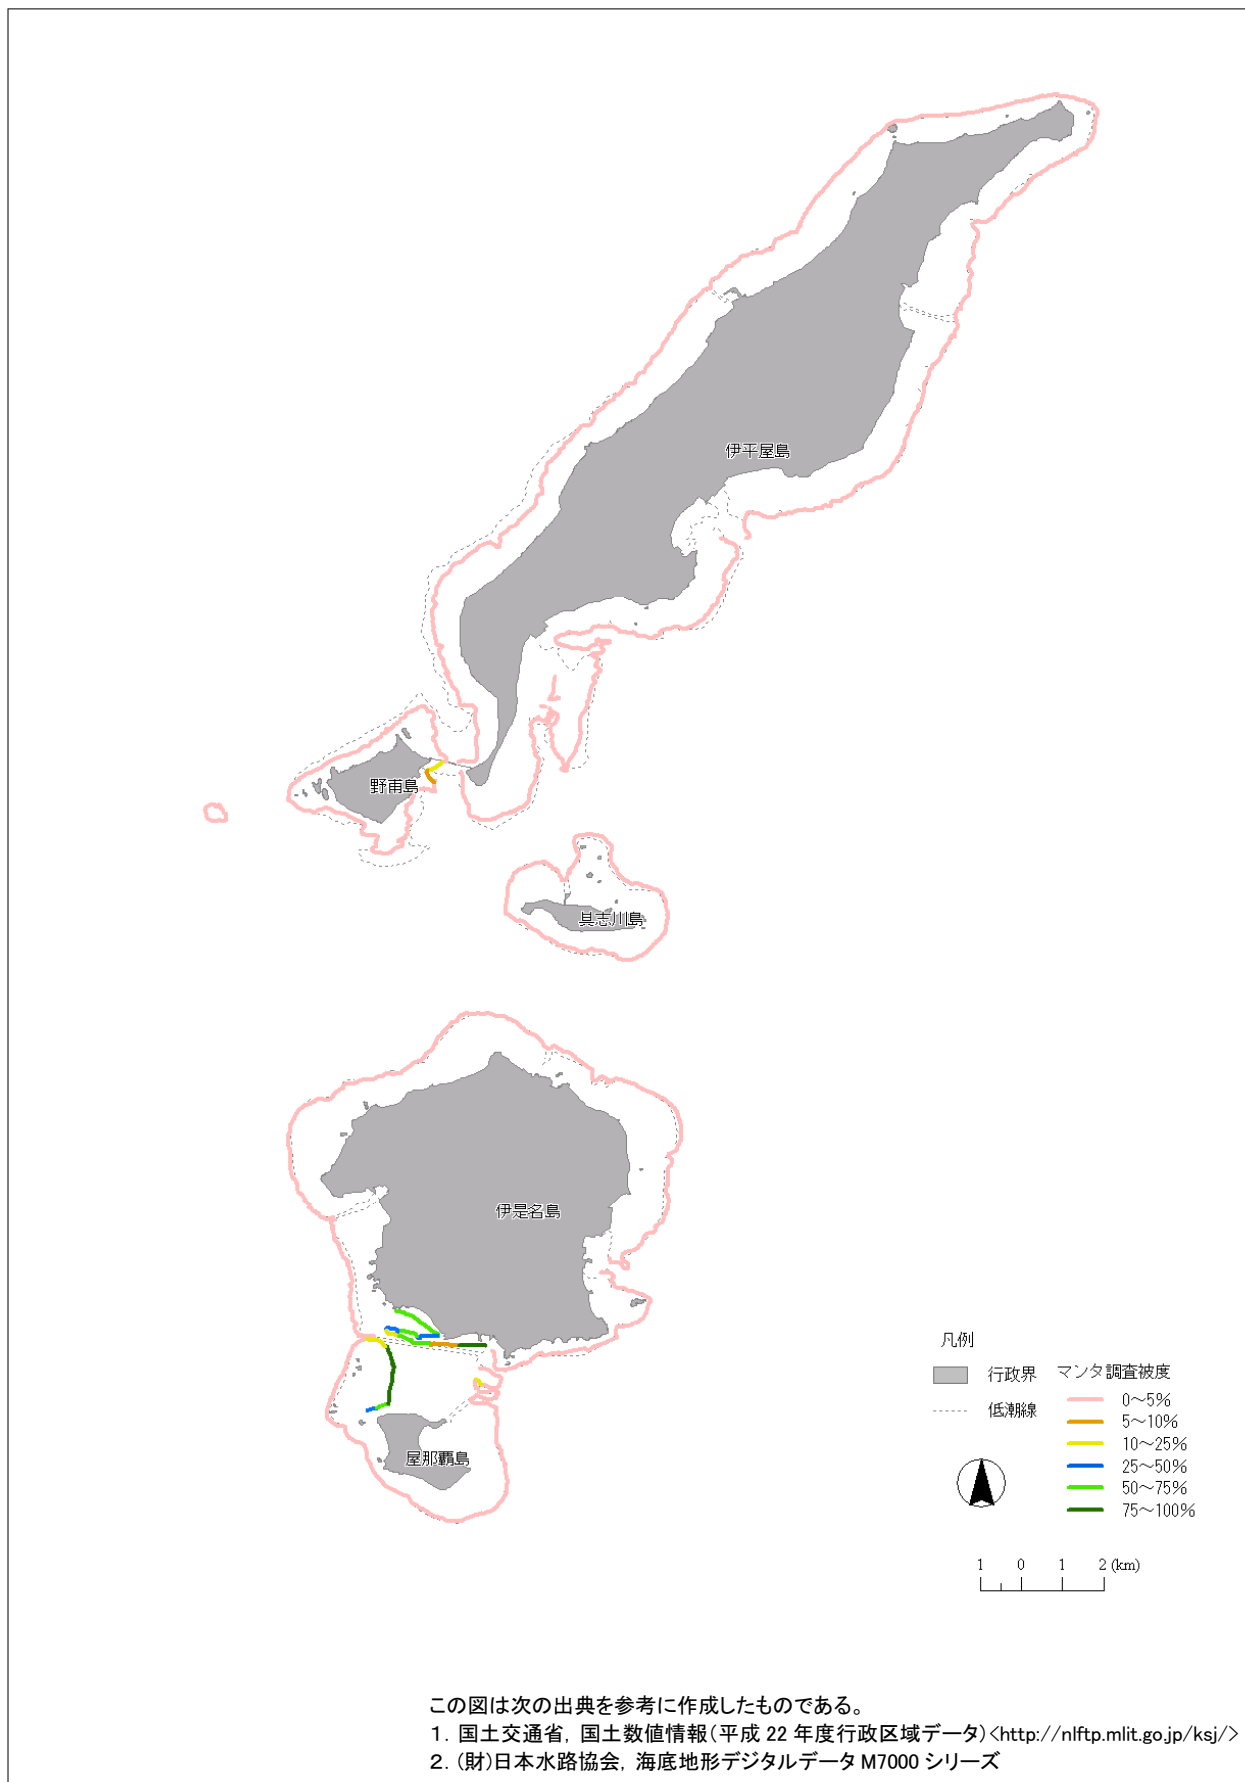 伊平屋島
野甫島
具志川島
伊是名島
屋那覇島
凡例
行政界
低潮線
マンタ調査被度
0～5%
5～10%
10～25%
25～50%
50～75%
75～100%
1 0 1 2 (km)
この図は次の出典を参考に作成したものである。
1. 国土交通省, 国土数値情報(平成 22 年度行政区域データ)<http://nlftp.mlit.go.jp/ksj/>
2. (財)日本水路協会, 海底地形デジタルデータ M7000 シリーズ